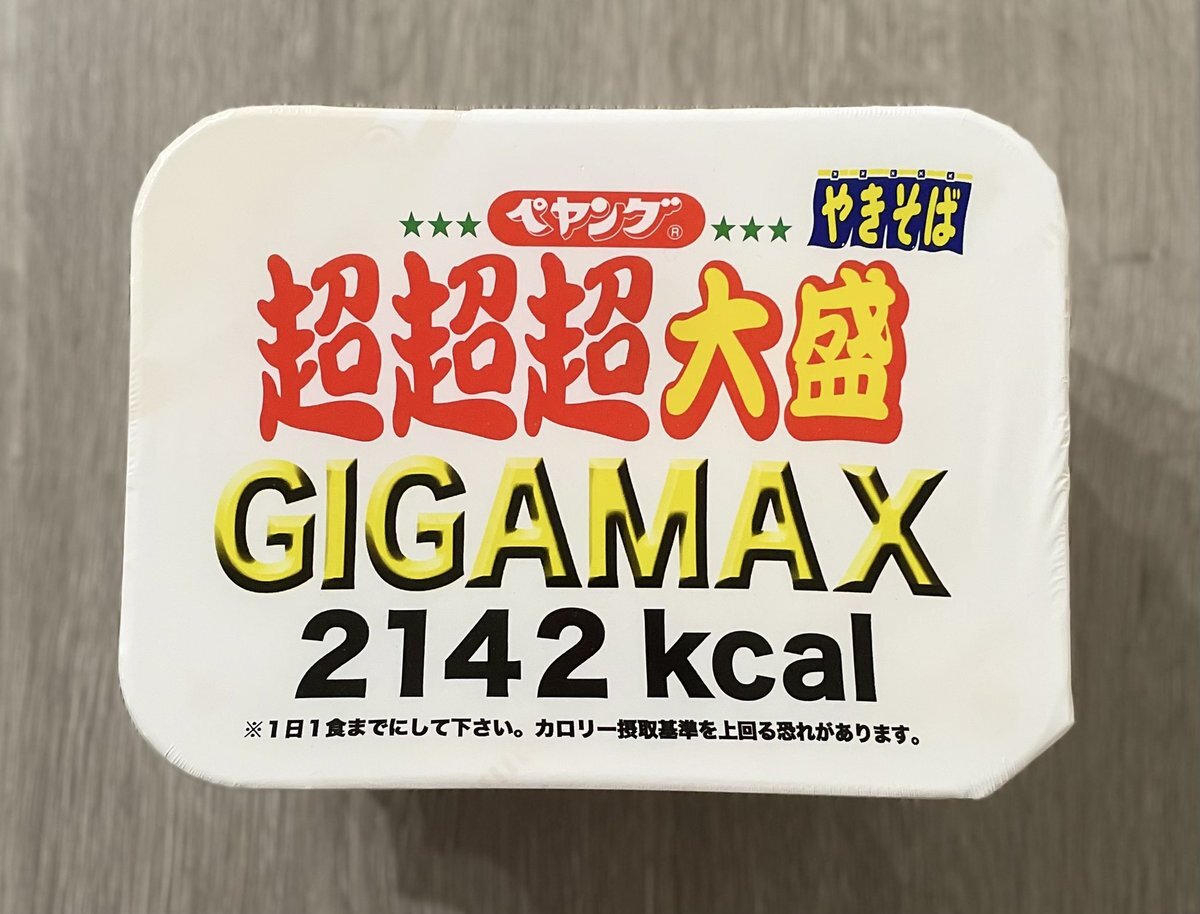 ★★★ペヤング®★★★
やきそば
超超超大盛
GIGAMAX
2142 kcal
※1日1食までにして下さい。カロリー摂取基準を上回る恐れがあります。